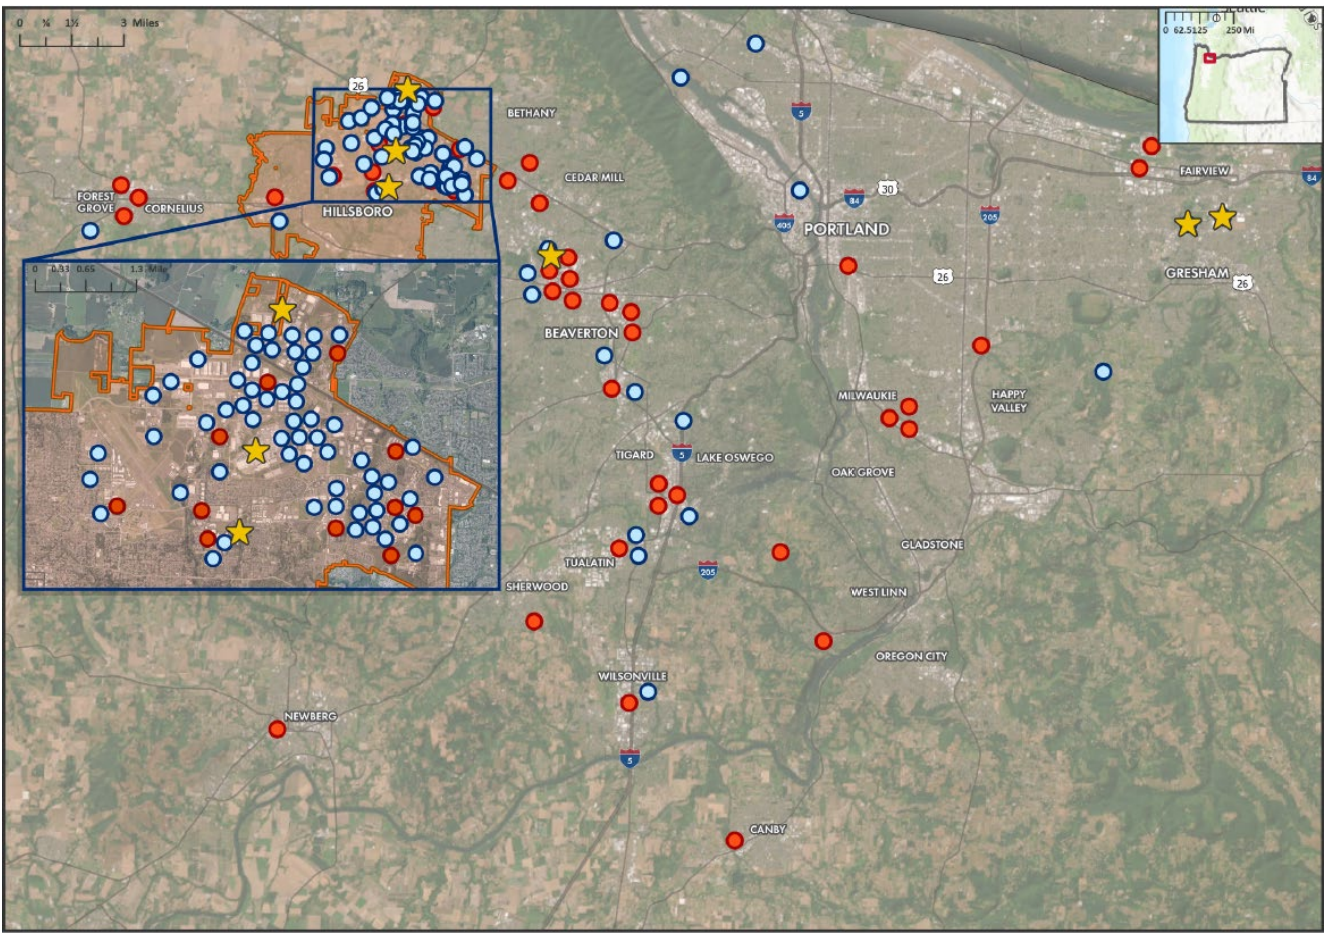 0 ¾ 1½ 3 Miles
Seattle
0 62.5125 250 Mi
26
BETHANY
5
CEDAR MILL
FAIRVIEW
84
30
84
FOREST
GROVE
CORNELIUS
HILLSBORO
405
205
PORTLAND
GRESHAM
26
26
0 0.33 0.65 1.3 Mile
BEAVERTON
MILWAUKIE
HAPPY
VALLEY
TIGARD
5
LAKE OSWEGO
OAK GROVE
GLADSTONE
TUALATIN
205
SHERWOOD
WEST LINN
OREGON CITY
WILSONVILLE
NEWBERG
5
CANBY